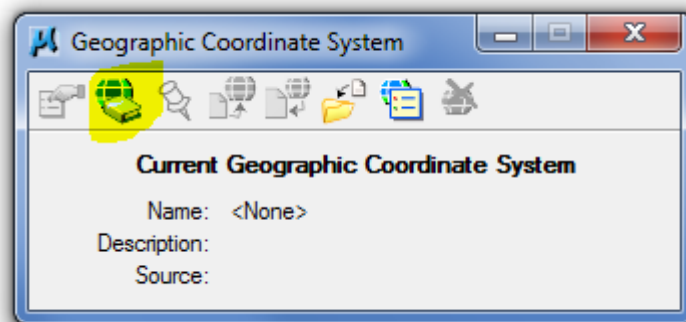 Geographic Coordinate System
Current Geographic Coordinate System
Name: <None>
Description:
Source: